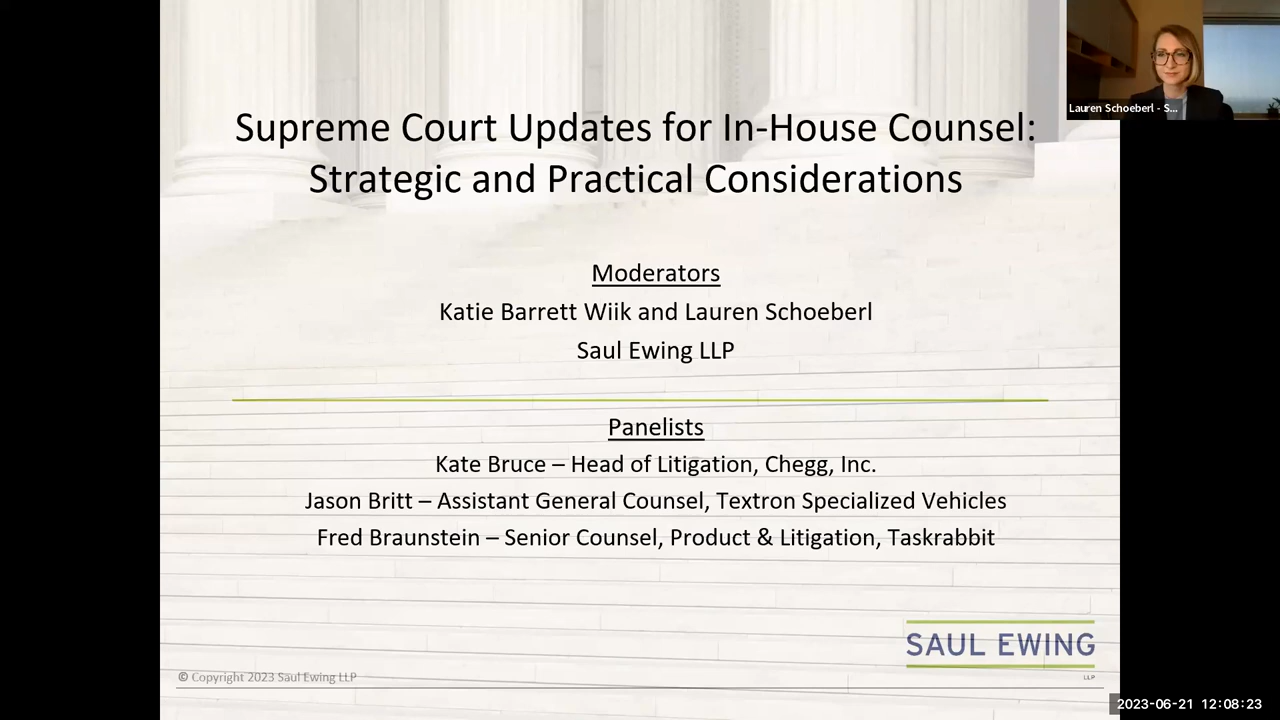 Lauren Schoeberl - S...
Supreme Court Updates for In-House Counsel:
Strategic and Practical Considerations
Moderators
Katie Barrett Wiik and Lauren Schoeberl
Saul Ewing LLP
Panelists
Kate Bruce – Head of Litigation, Chegg, Inc.
Jason Britt – Assistant General Counsel, Textron Specialized Vehicles
Fred Braunstein – Senior Counsel, Product & Litigation, Taskrabbit
SAUL EWING
LLP
© Copyright 2023 Saul Ewing LLP
2023-06-21 12:08:23